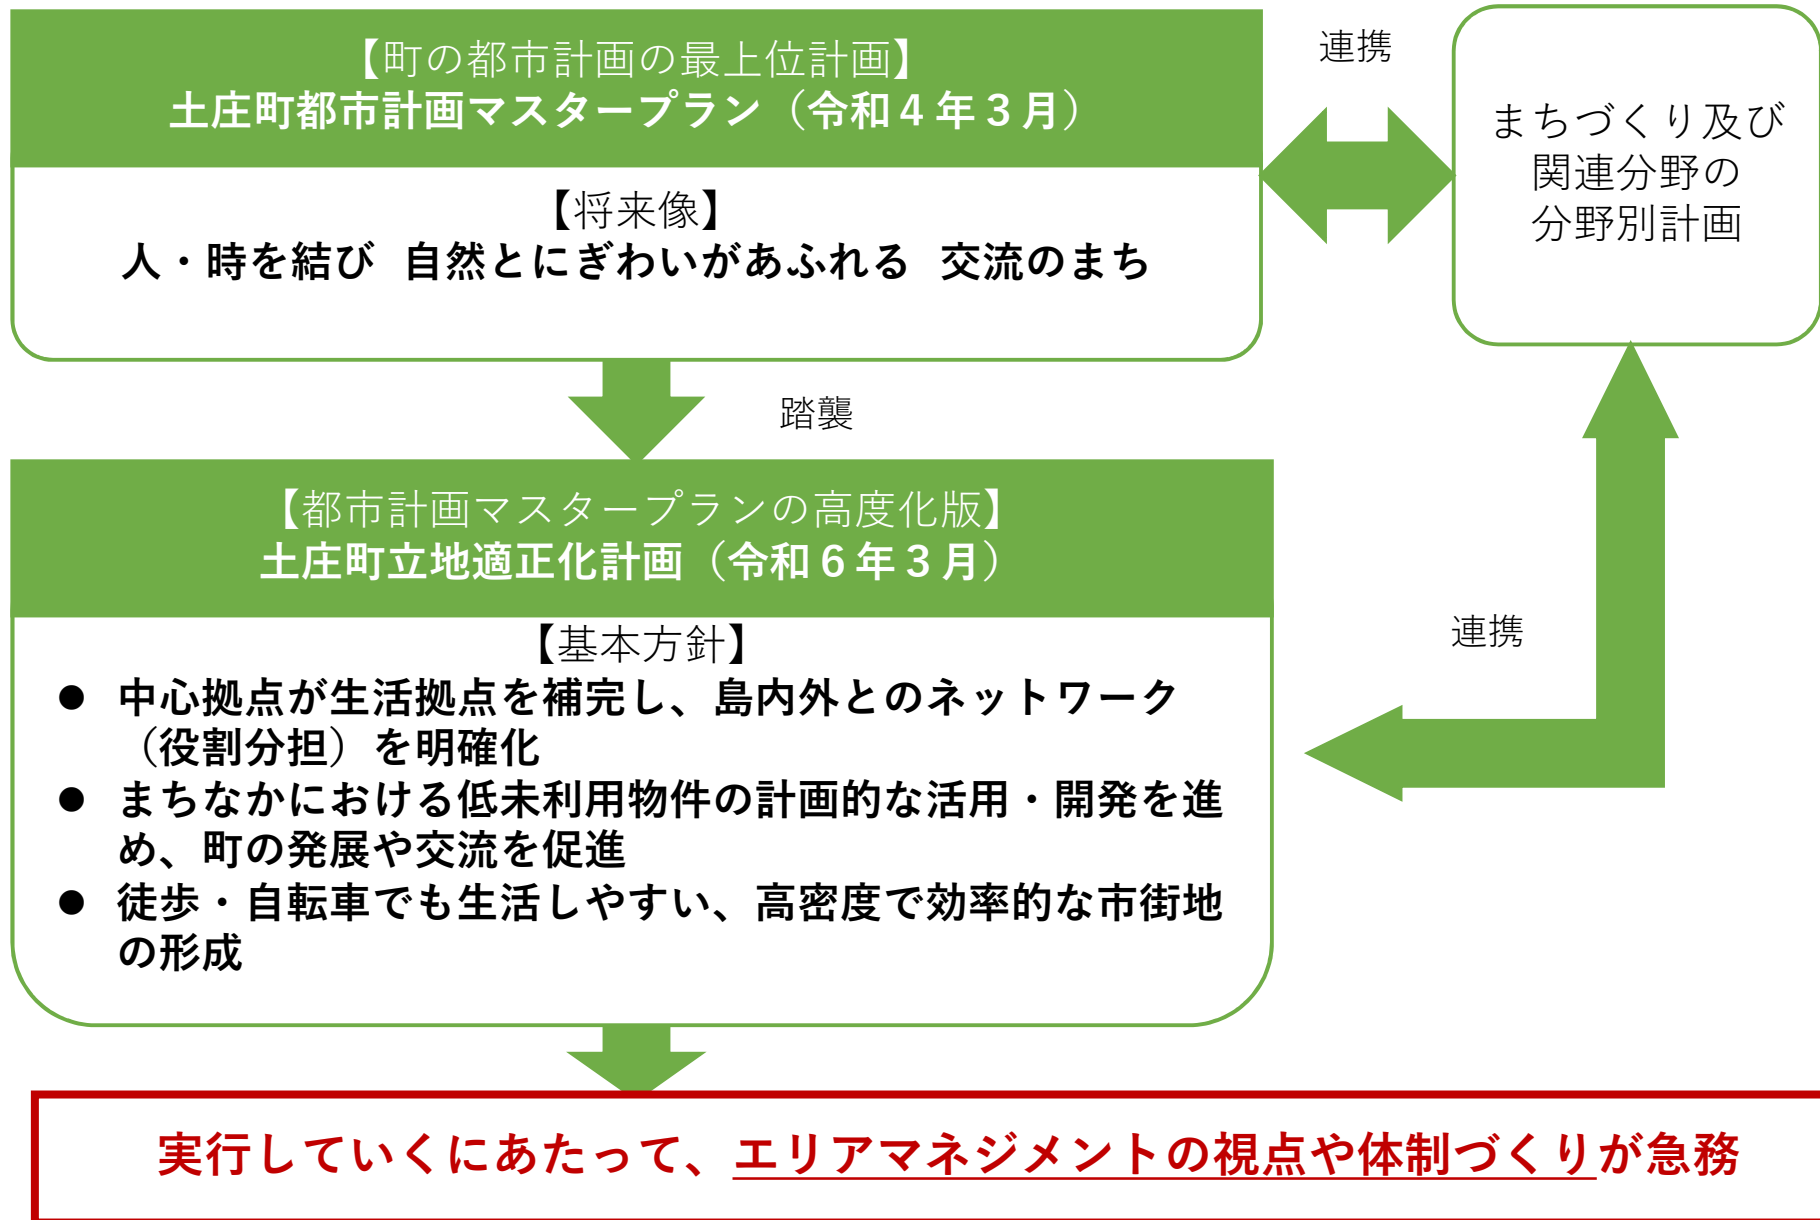 【町の都市計画の最上位計画】
土庄町都市計画マスタープラン（令和４年３月）
【将来像】
人・時を結び 自然とにぎわいがあふれる 交流のまち
連携
まちづくり及び
関連分野の
分野別計画
踏襲
【都市計画マスタープランの高度化版】
土庄町立地適正化計画（令和６年３月）
【基本方針】
● 中心拠点が生活拠点を補完し、島内外とのネットワーク
（役割分担）を明確化
● まちなかにおける低未利用物件の計画的な活用・開発を進
め、町の発展や交流を促進
● 徒歩・自転車でも生活しやすい、高密度で効率的な市街地
の形成
連携
実行していくにあたって、エリアマネジメントの視点や体制づくりが急務